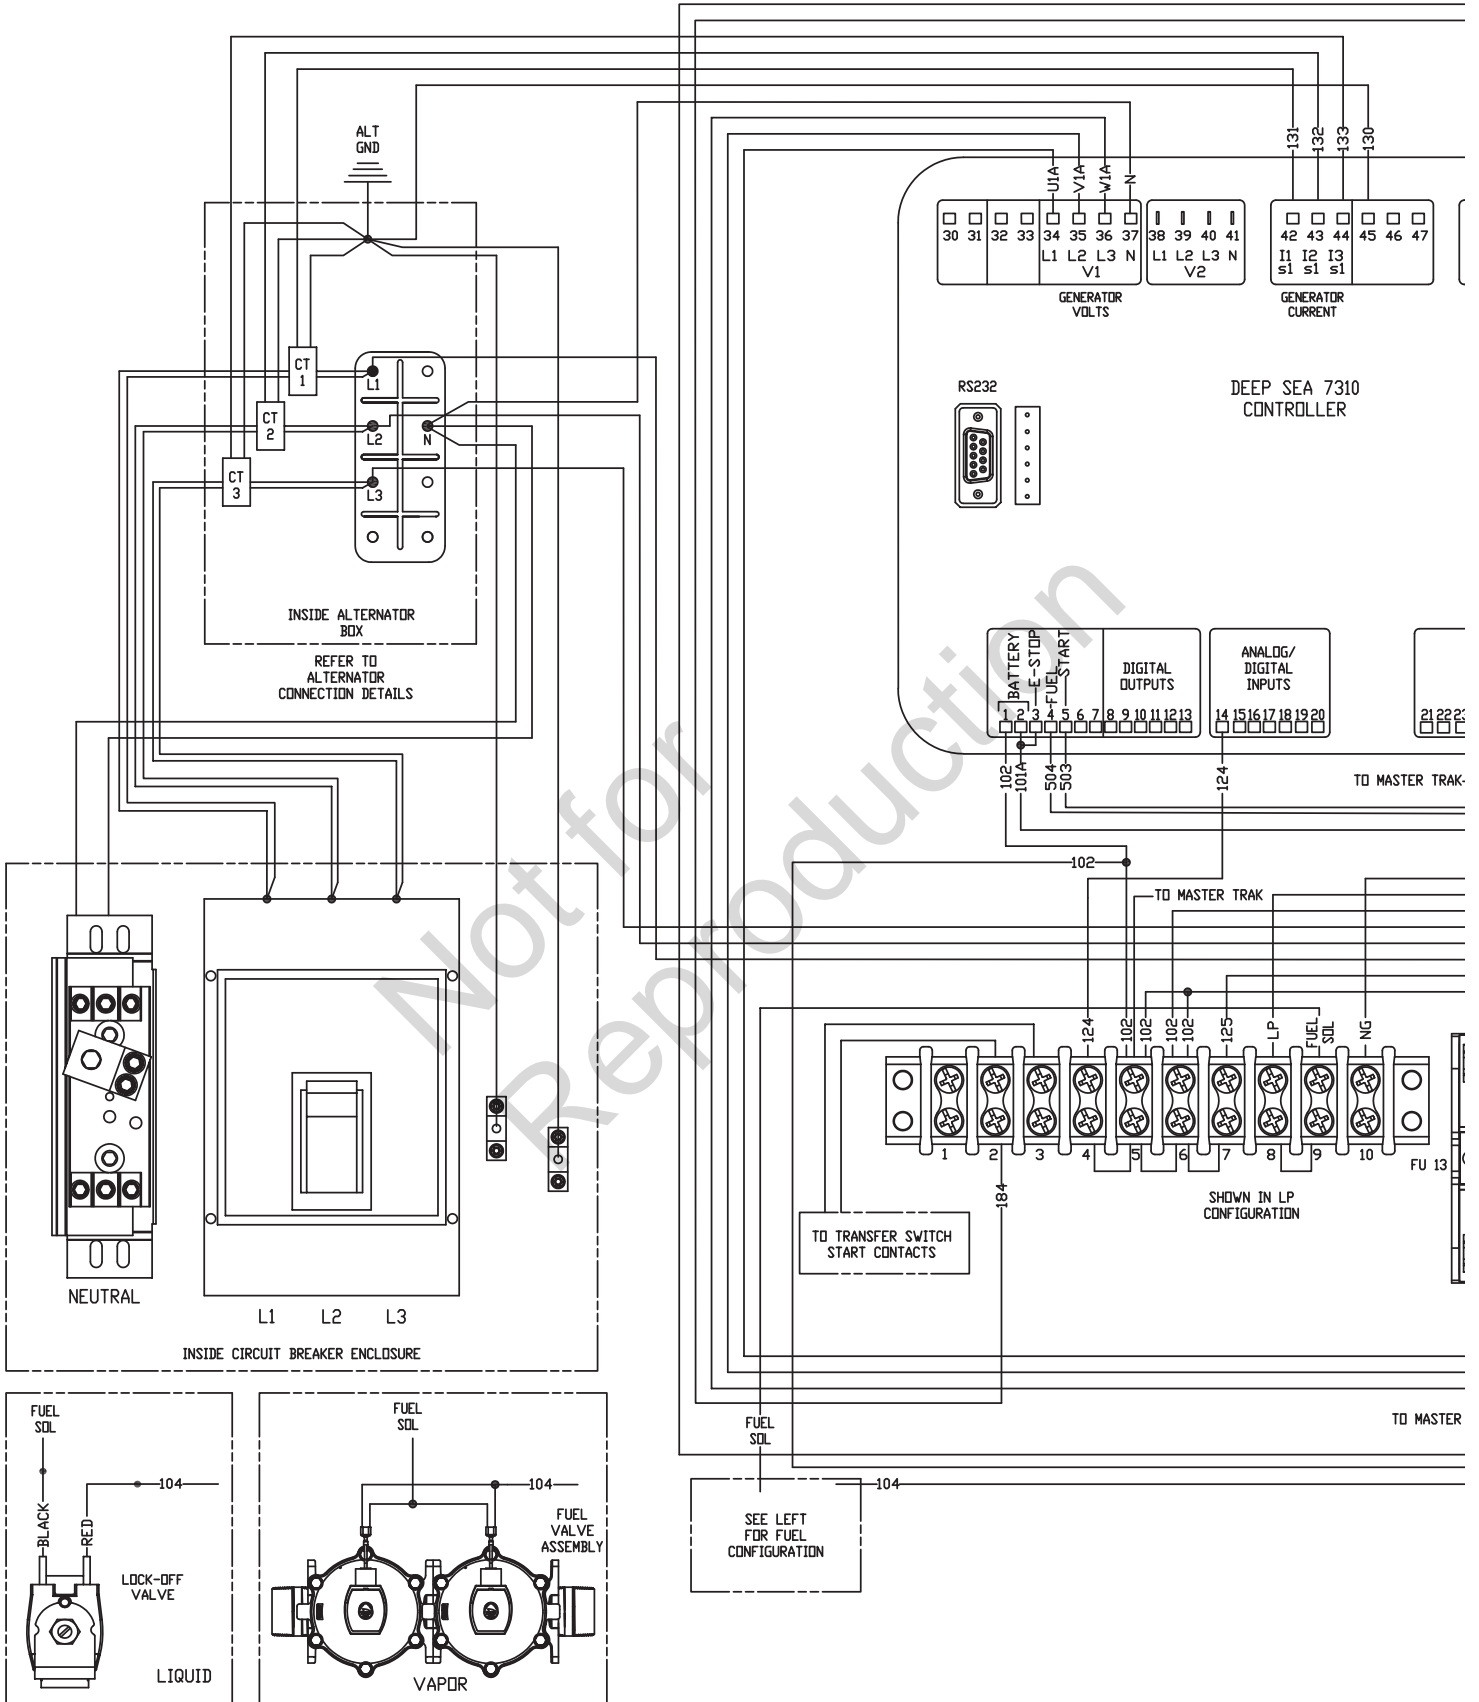 ALT
GND
131
132
133
130
U1A
V1A
W1A
N
30 31 32 33 34 35 36 37 38 39 40 41 42 43 44 45 46 47
L1 L2 L3 N
V1
L1 L2 L3 N
V2
I1 I2 I3
s1 s1 s1
GENERATOR
VOLTS
GENERATOR
CURRENT
CT
1
CT
2
CT
3
L1
L2
N
L3
RS232
DEEP SEA 7310
CONTROLLER
INSIDE ALTERNATOR
BOX
REFER TO
ALTERNATOR
CONNECTION DETAILS
BATTERY
E-STOP
FUEL
START
DIGITAL
OUTPUTS
ANALOG/
DIGITAL
INPUTS
1 2 3 4 5 6 7 8 9 10 11 12 13
14 15 16 17 18 19 20
21 22 23
102
101A
504
503
124
TO MASTER TRAK
102
TO MASTER TRAK
Not for
Reproduction
124
102
102
102
102
125
LP
FUEL
SOL
NG
1 2 3 4 5 6 7 8 9 10
FU 13
184
SHOWN IN LP
CONFIGURATION
TO TRANSFER SWITCH
START CONTACTS
NEUTRAL
L1 L2 L3
INSIDE CIRCUIT BREAKER ENCLOSURE
TO MASTER
FUEL
SOL
104
BLACK
RED
LOCK-OFF
VALVE
LIQUID
FUEL
SOL
104
FUEL
VALVE
ASSEMBLY
VAPOR
FUEL
SOL
104
SEE LEFT
FOR FUEL
CONFIGURATION